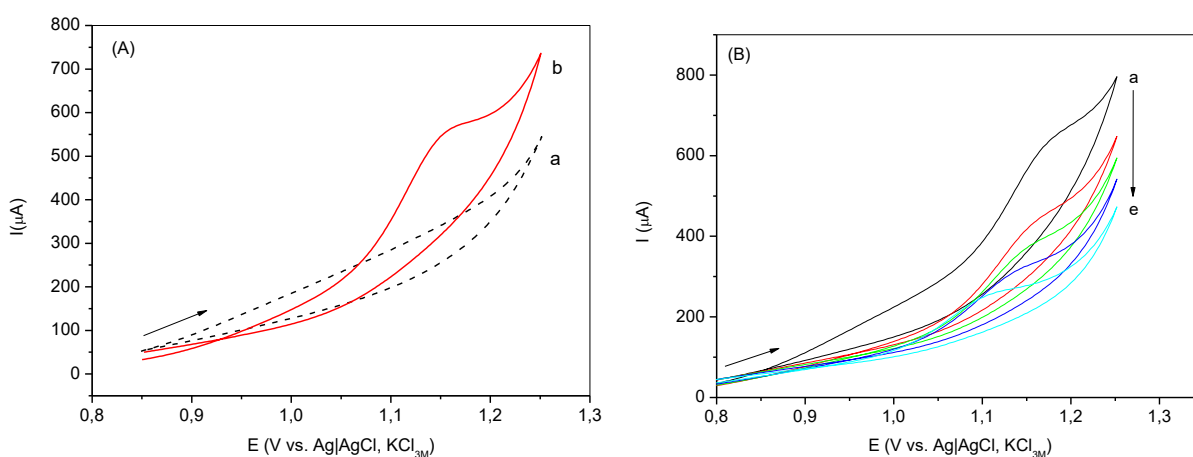 (A)
800
700
600
500
400
300
200
100
0
I(µA)
b
a
0,8 0,9 1,0 1,1 1,2 1,3
E (V vs. Ag|AgCl, KCl3M)
(B)
800
600
400
200
0
I (µA)
a
e
0,8 0,9 1,0 1,1 1,2 1,3
E (V vs. Ag|AgCl, KCl3M)